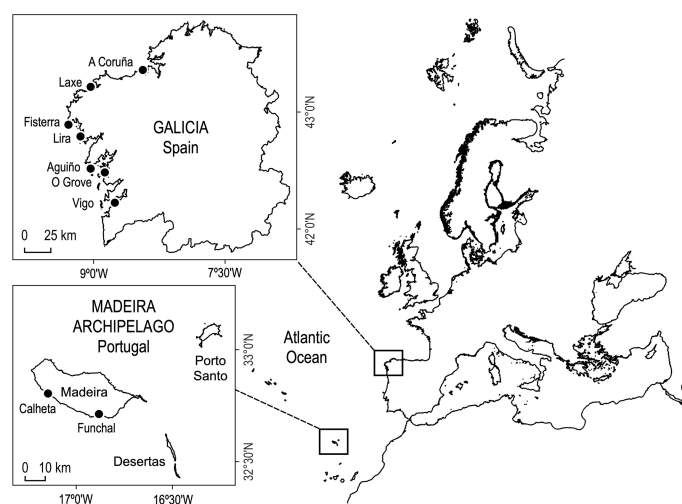 A Coruña
Laxe
Fisterra
Lira
Aguiño
O Grove
Vigo
GALICIA
Spain
0 25 km
43°0'N
42°0'N
9°0'W 7°30'W
MADEIRA
ARCHIPELAGO
Portugal
Porto
Santo
Madeira
Calheta
Funchal
Desertas
0 10 km
33°0'N
32°30'N
17°0'W 16°30'W
Atlantic
Ocean